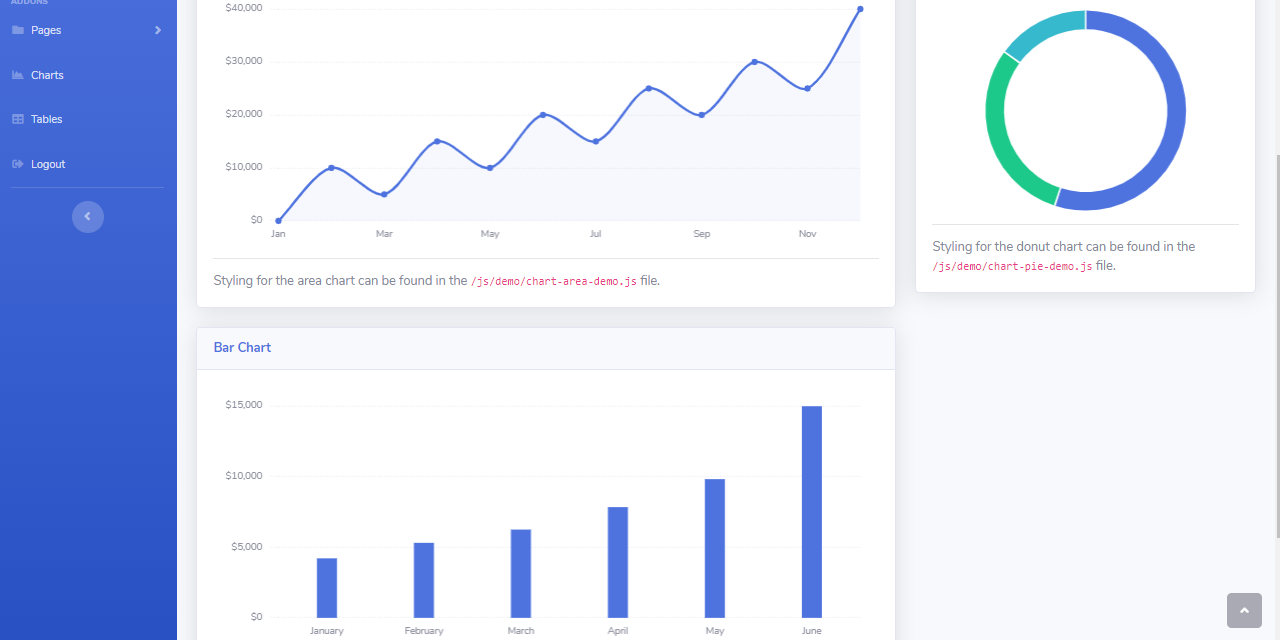 ADDONS
Pages
Charts
Tables
Logout
$40,000
$30,000
$20,000
$10,000
$0
Jan Mar May Jul Sep Nov
Styling for the area chart can be found in the /js/demo/chart-area-demo.js file.
Styling for the donut chart can be found in the
/js/demo/chart-pie-demo.js file.
Bar Chart
$15,000
$10,000
$5,000
$0
January February March April May June